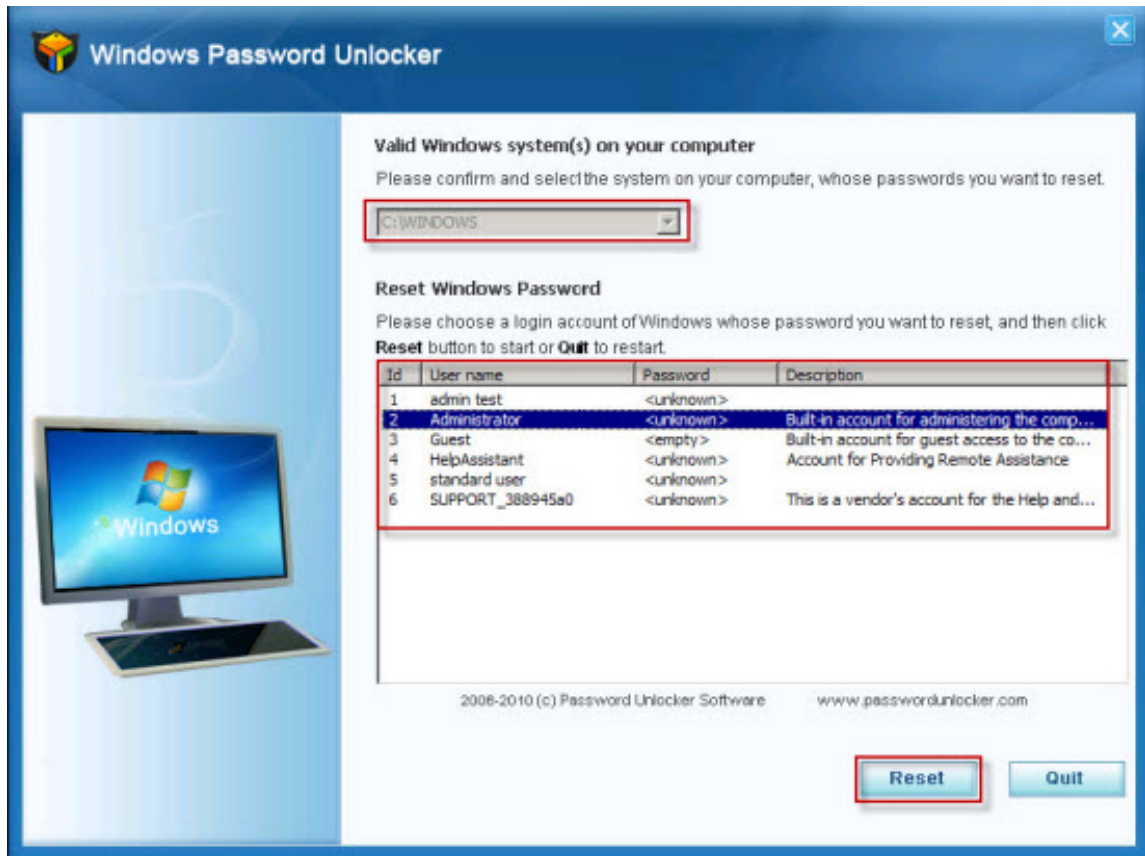 Windows Password Unlocker
Valid Windows system(s) on your computer
Please confirm and select the system on your computer, whose passwords you want to reset.
C:\WINDOWS
Reset Windows Password
Please choose a login account of Windows whose password you want to reset, and then click
Reset button to start or Quit to restart.
Id User name Password Description
1 admin test <unknown>
2 Administrator <unknown> Built-in account for administering the comp...
3 Guest <empty> Built-in account for guest access to the co...
4 HelpAssistant <unknown> Account for Providing Remote Assistance
5 standard user <unknown>
6 SUPPORT_388945a0 <unknown> This is a vendor's account for the Help and...
Windows
2006-2010 (c) Password Unlocker Software www.passwordunlocker.com
Reset Quit